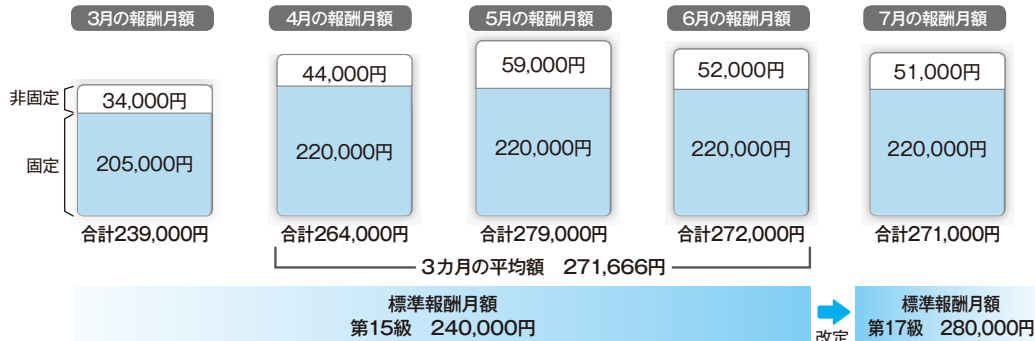 3月の報酬月額
4月の報酬月額
5月の報酬月額
6月の報酬月額
7月の報酬月額
非固定
固定
34,000円
205,000円
合計239,000円
44,000円
220,000円
合計264,000円
59,000円
220,000円
合計279,000円
52,000円
220,000円
合計272,000円
51,000円
220,000円
合計271,000円
3カ月の平均額 271,666円
標準報酬月額
第15級 240,000円
改定
標準報酬月額
第17級 280,000円